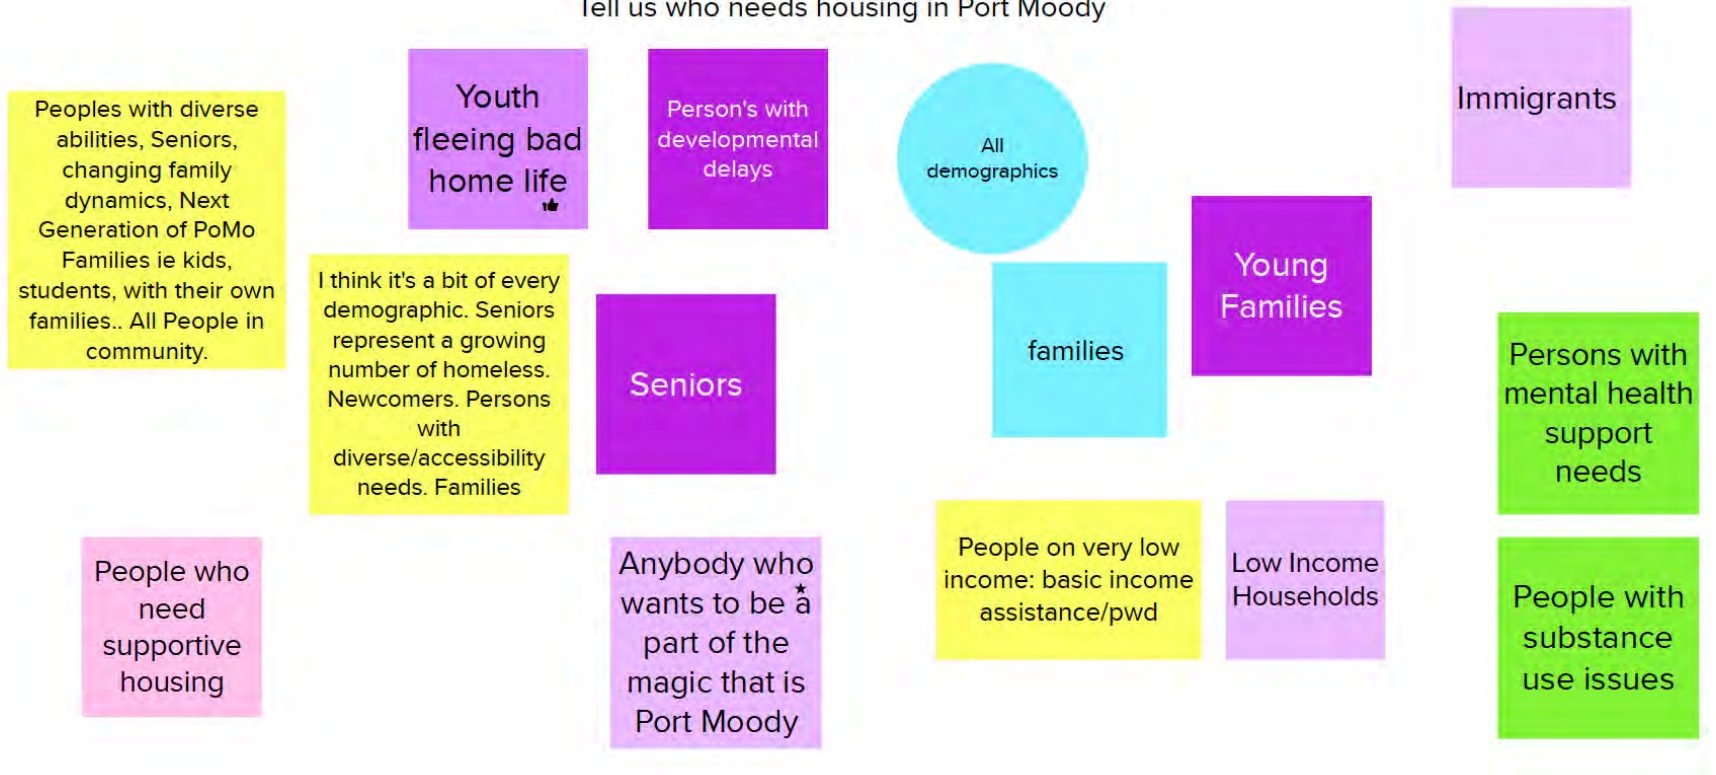 Tell us who needs housing in Port Moody
Peoples with diverse
abilities, Seniors,
changing family
dynamics, Next
Generation of PoMo
Families ie kids,
students, with their own
families.. All People in
community.
Youth
fleeing bad
home life
Person's with
developmental
delays
All
demographics
Immigrants
I think it's a bit of every
demographic. Seniors
represent a growing
number of homeless.
Newcomers. Persons
with
diverse/accessibility
needs. Families
Seniors
families
Young
Families
Persons with
mental health
support
needs
People who
need
supportive
housing
Anybody who
wants to be a
part of the
magic that is
Port Moody
People on very low
income: basic income
assistance/pwd
Low Income
Households
People with
substance
use issues